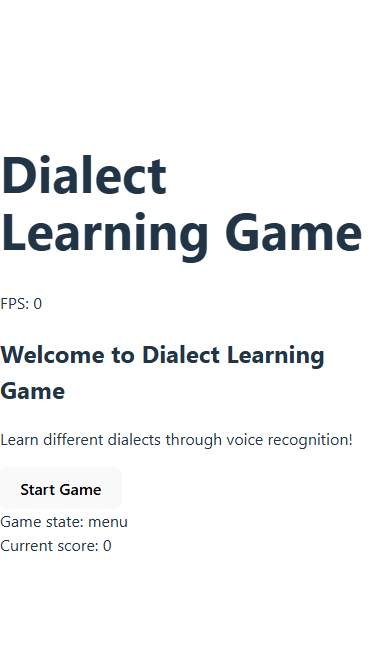 Dialect
Learning Game
FPS: 0
Welcome to Dialect Learning
Game
Learn different dialects through voice recognition!
Start Game
Game state: menu
Current score: 0